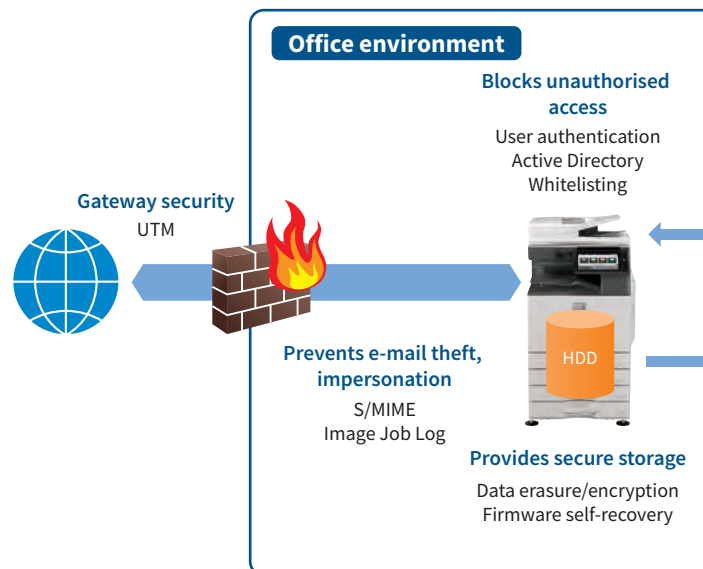 Office environment
Blocks unauthorised
access
User authentication
Active Directory
Whitelisting
Gateway security
UTM
Prevents e-mail theft,
impersonation
S/MIME
Image Job Log
HDD
Provides secure storage
Data erasure/encryption
Firmware self-recovery